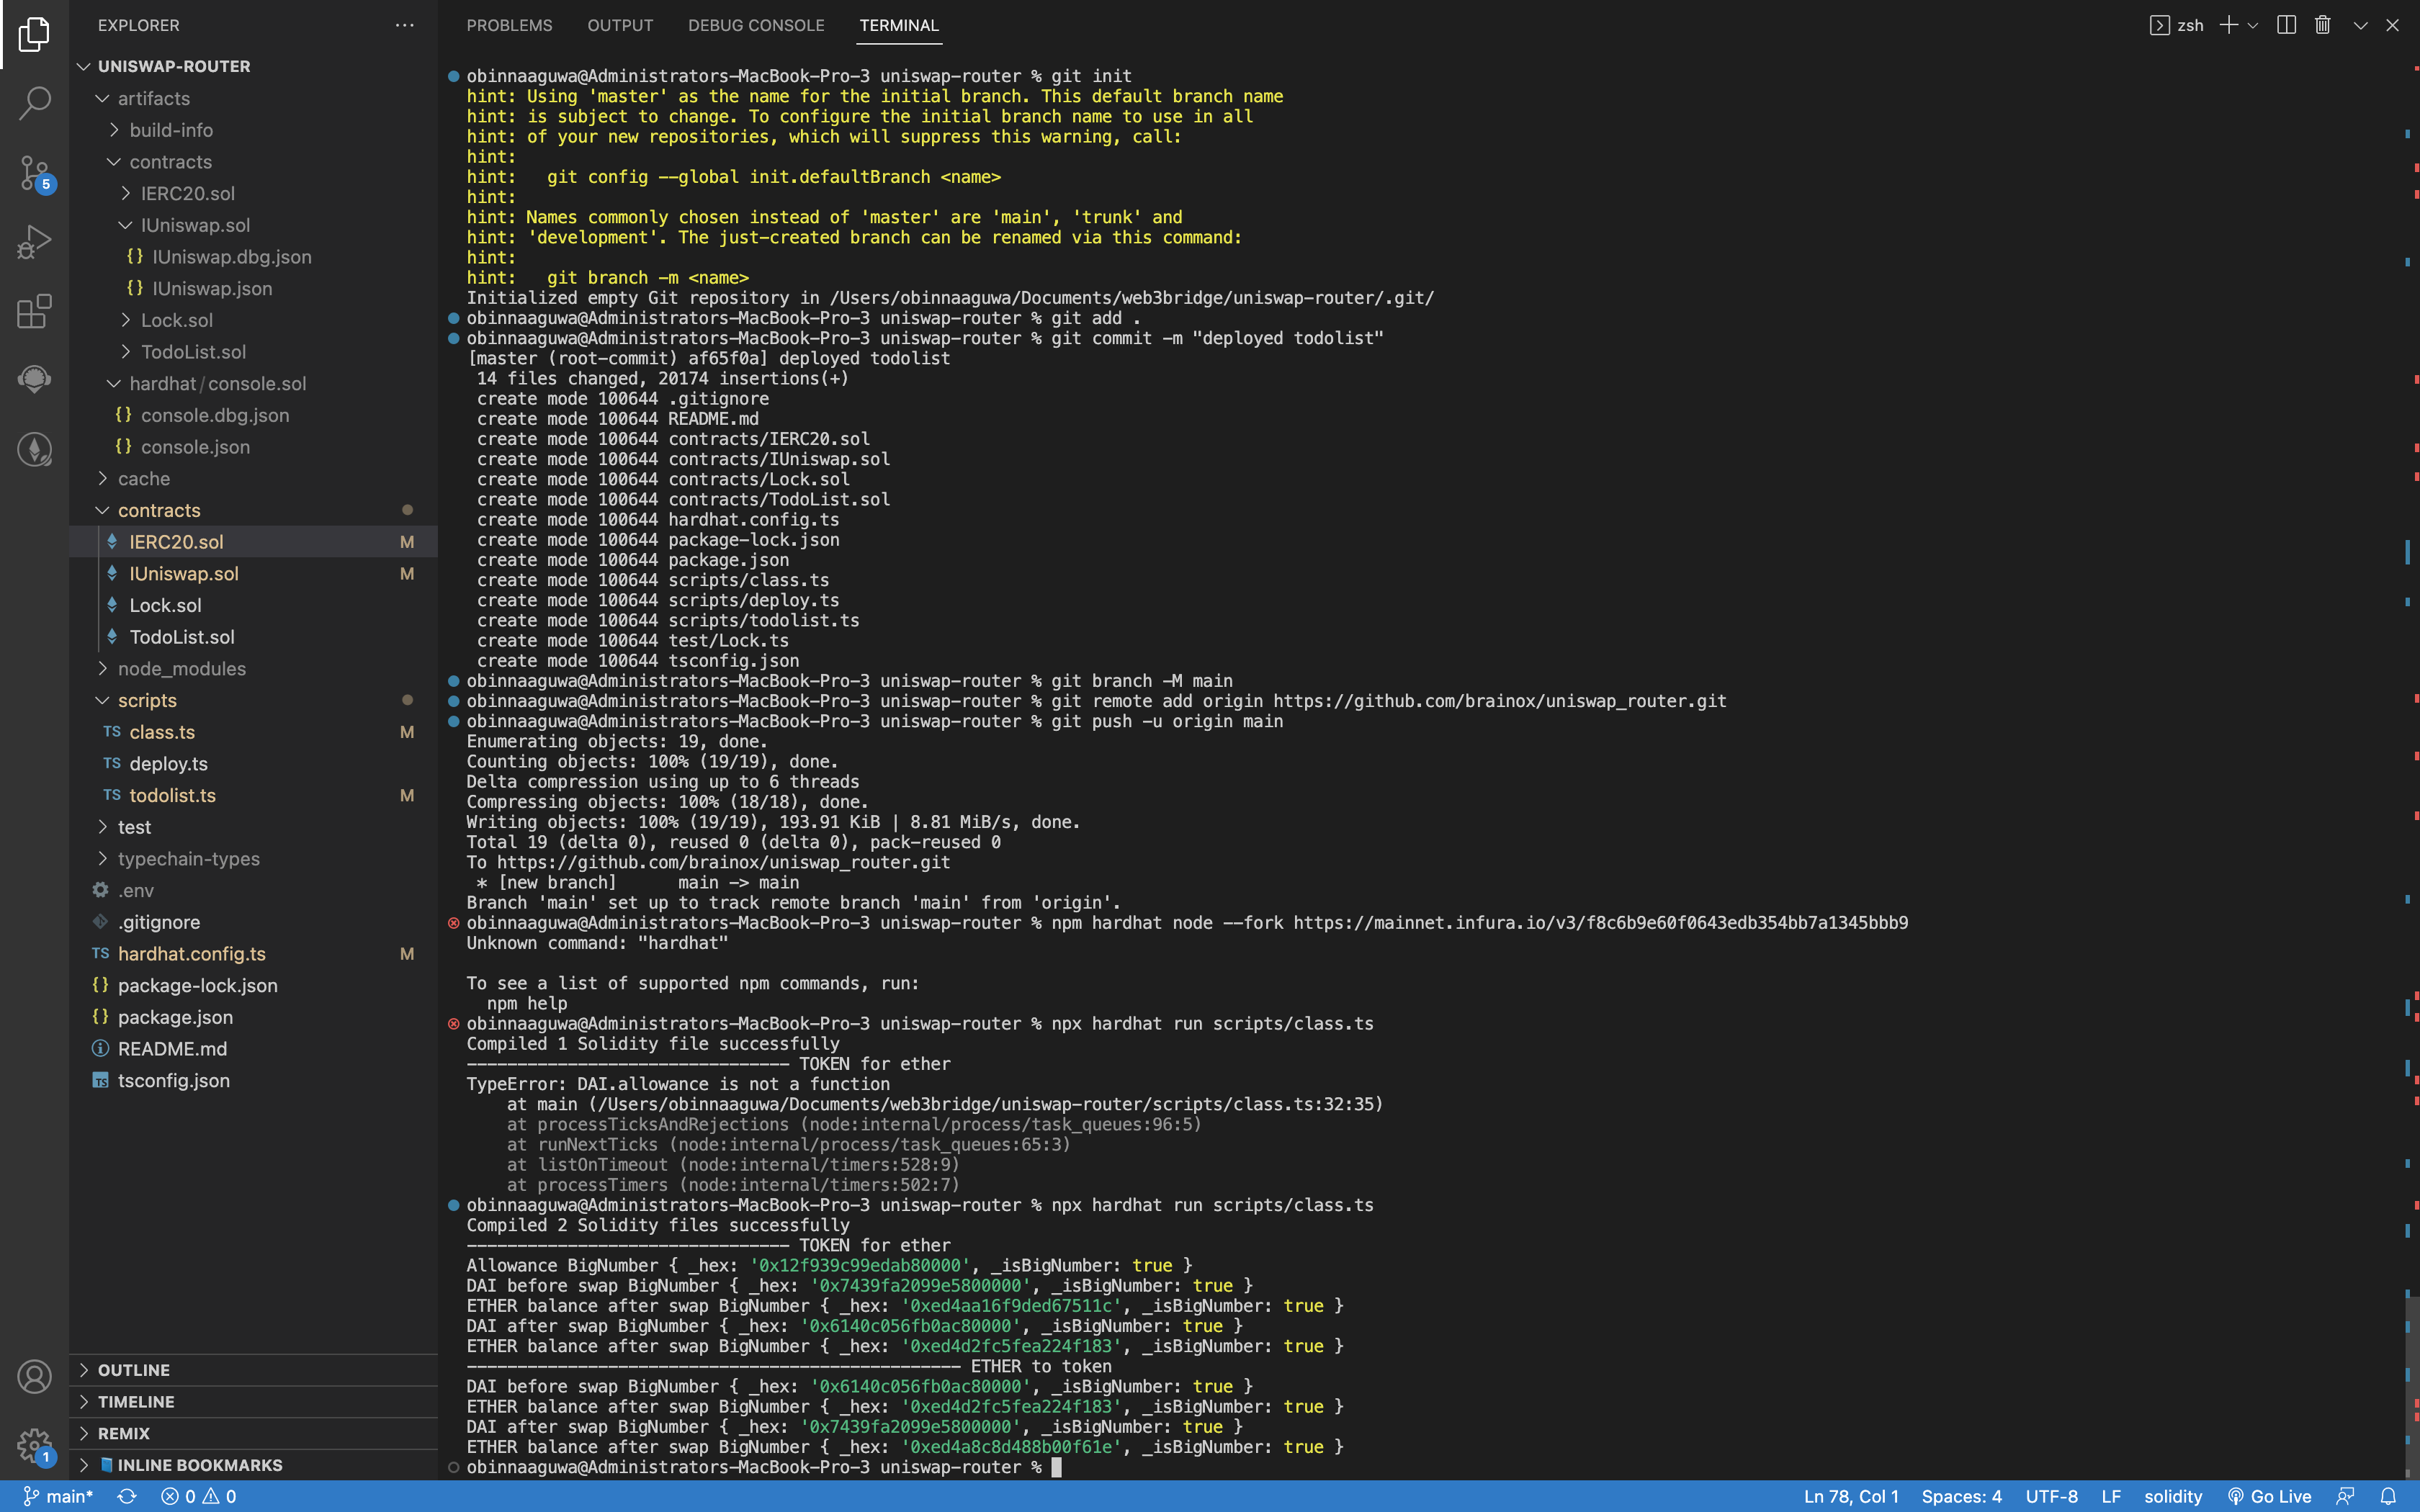 EXPLORER
UNISWAP-ROUTER
artifacts
build-info
contracts
IERC20.sol
IUniswap.sol
IUniswap.dbg.json
IUniswap.json
Lock.sol
TodoList.sol
hardhat/console.sol
console.dbg.json
console.json
cache
contracts
IERC20.sol M
IUniswap.sol M
Lock.sol
TodoList.sol
node_modules
scripts
TS class.ts M
TS deploy.ts
TS todolist.ts M
test
typechain-types
.env
.gitignore
TS hardhat.config.ts M
package-lock.json
package.json
README.md
tsconfig.json
OUTLINE
TIMELINE
REMIX
INLINE BOOKMARKS
5
1
PROBLEMS OUTPUT DEBUG CONSOLE TERMINAL
zsh
obinnaaguwa@Administrators-MacBook-Pro-3 uniswap-router % git init
hint: Using 'master' as the name for the initial branch. This default branch name
hint: is subject to change. To configure the initial branch name to use in all
hint: of your new repositories, which will suppress this warning, call:
hint:
hint:   git config --global init.defaultBranch <name>
hint:
hint: Names commonly chosen instead of 'master' are 'main', 'trunk' and
hint: 'development'. The just-created branch can be renamed via this command:
hint:
hint:   git branch -m <name>
Initialized empty Git repository in /Users/obinnaaguwa/Documents/web3bridge/uniswap-router/.git/
obinnaaguwa@Administrators-MacBook-Pro-3 uniswap-router % git add .
obinnaaguwa@Administrators-MacBook-Pro-3 uniswap-router % git commit -m "deployed todolist"
[master (root-commit) af65f0a] deployed todolist
14 files changed, 20174 insertions(+)
create mode 100644 .gitignore
create mode 100644 README.md
create mode 100644 contracts/IERC20.sol
create mode 100644 contracts/IUniswap.sol
create mode 100644 contracts/Lock.sol
create mode 100644 contracts/TodoList.sol
create mode 100644 hardhat.config.ts
create mode 100644 package-lock.json
create mode 100644 package.json
create mode 100644 scripts/class.ts
create mode 100644 scripts/deploy.ts
create mode 100644 scripts/todolist.ts
create mode 100644 test/Lock.ts
create mode 100644 tsconfig.json
obinnaaguwa@Administrators-MacBook-Pro-3 uniswap-router % git branch -M main
obinnaaguwa@Administrators-MacBook-Pro-3 uniswap-router % git remote add origin https://github.com/brainox/uniswap_router.git
obinnaaguwa@Administrators-MacBook-Pro-3 uniswap-router % git push -u origin main
Enumerating objects: 19, done.
Counting objects: 100% (19/19), done.
Delta compression using up to 6 threads
Compressing objects: 100% (18/18), done.
Writing objects: 100% (19/19), 193.91 KiB | 8.81 MiB/s, done.
Total 19 (delta 0), reused 0 (delta 0), pack-reused 0
To https://github.com/brainox/uniswap_router.git
* [new branch]      main -> main
Branch 'main' set up to track remote branch 'main' from 'origin'.
obinnaaguwa@Administrators-MacBook-Pro-3 uniswap-router % npm hardhat node --fork https://mainnet.infura.io/v3/f8c6b9e60f0643edb354bb7a1345bbb9
Unknown command: "hardhat"
To see a list of supported npm commands, run:
npm help
obinnaaguwa@Administrators-MacBook-Pro-3 uniswap-router % npx hardhat run scripts/class.ts
Compiled 1 Solidity file successfully
-------------------------------- TOKEN for ether
TypeError: DAI.allowance is not a function
at main (/Users/obinnaaguwa/Documents/web3bridge/uniswap-router/scripts/class.ts:32:35)
at processTicksAndRejections (node:internal/process/task_queues:96:5)
at runNextTicks (node:internal/process/task_queues:65:3)
at listOnTimeout (node:internal/timers:528:9)
at processTimers (node:internal/timers:502:7)
obinnaaguwa@Administrators-MacBook-Pro-3 uniswap-router % npx hardhat run scripts/class.ts
Compiled 2 Solidity files successfully
-------------------------------- TOKEN for ether
Allowance BigNumber { _hex: '0x12f939c99edab80000', _isBigNumber: true }
DAI before swap BigNumber { _hex: '0x7439fa2099e5800000', _isBigNumber: true }
ETHER balance after swap BigNumber { _hex: '0xed4aa16f9ded67511c', _isBigNumber: true }
DAI after swap BigNumber { _hex: '0x6140c056fb0ac80000', _isBigNumber: true }
ETHER balance after swap BigNumber { _hex: '0xed4d2fc5fea224f183', _isBigNumber: true }
------------------------------------------------- ETHER to token
DAI before swap BigNumber { _hex: '0x6140c056fb0ac80000', _isBigNumber: true }
ETHER balance after swap BigNumber { _hex: '0xed4d2fc5fea224f183', _isBigNumber: true }
DAI after swap BigNumber { _hex: '0x7439fa2099e5800000', _isBigNumber: true }
ETHER balance after swap BigNumber { _hex: '0xed4a8c8d488b00f61e', _isBigNumber: true }
obinnaaguwa@Administrators-MacBook-Pro-3 uniswap-router %
main* 0 0 Ln 78, Col 1 Spaces: 4 UTF-8 LF solidity Go Live